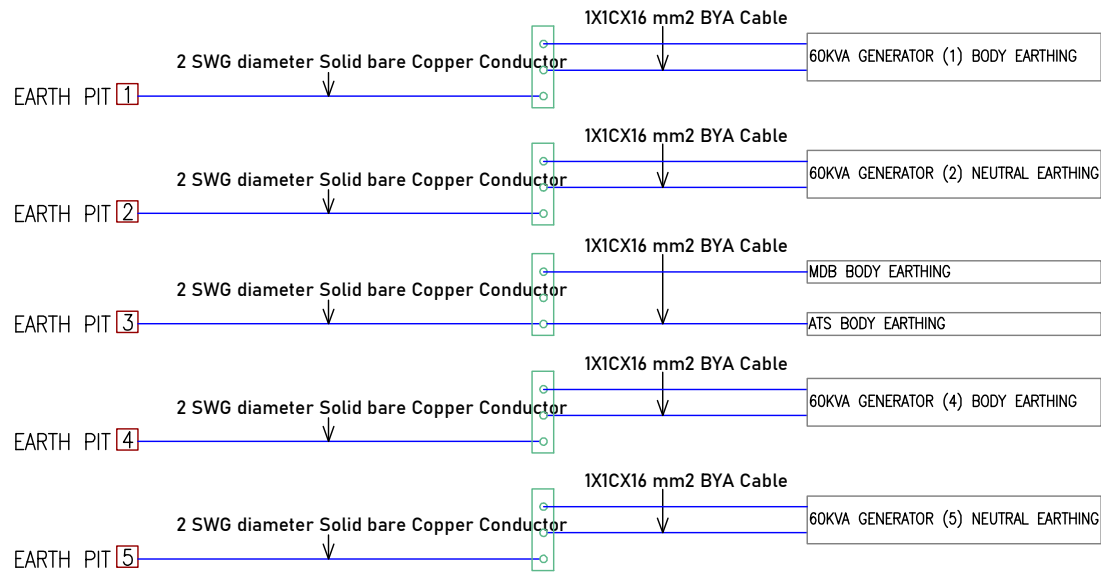 1X1CX16 mm2 BYA Cable
2 SWG diameter Solid bare Copper Conductor
60KVA GENERATOR (1) BODY EARTHING
EARTH PIT 1
1X1CX16 mm2 BYA Cable
2 SWG diameter Solid bare Copper Conductor
60KVA GENERATOR (2) NEUTRAL EARTHING
EARTH PIT 2
1X1CX16 mm2 BYA Cable
MDB BODY EARTHING
2 SWG diameter Solid bare Copper Conductor
EARTH PIT 3
ATS BODY EARTHING
1X1CX16 mm2 BYA Cable
2 SWG diameter Solid bare Copper Conductor
60KVA GENERATOR (4) BODY EARTHING
EARTH PIT 4
1X1CX16 mm2 BYA Cable
2 SWG diameter Solid bare Copper Conductor
60KVA GENERATOR (5) NEUTRAL EARTHING
EARTH PIT 5